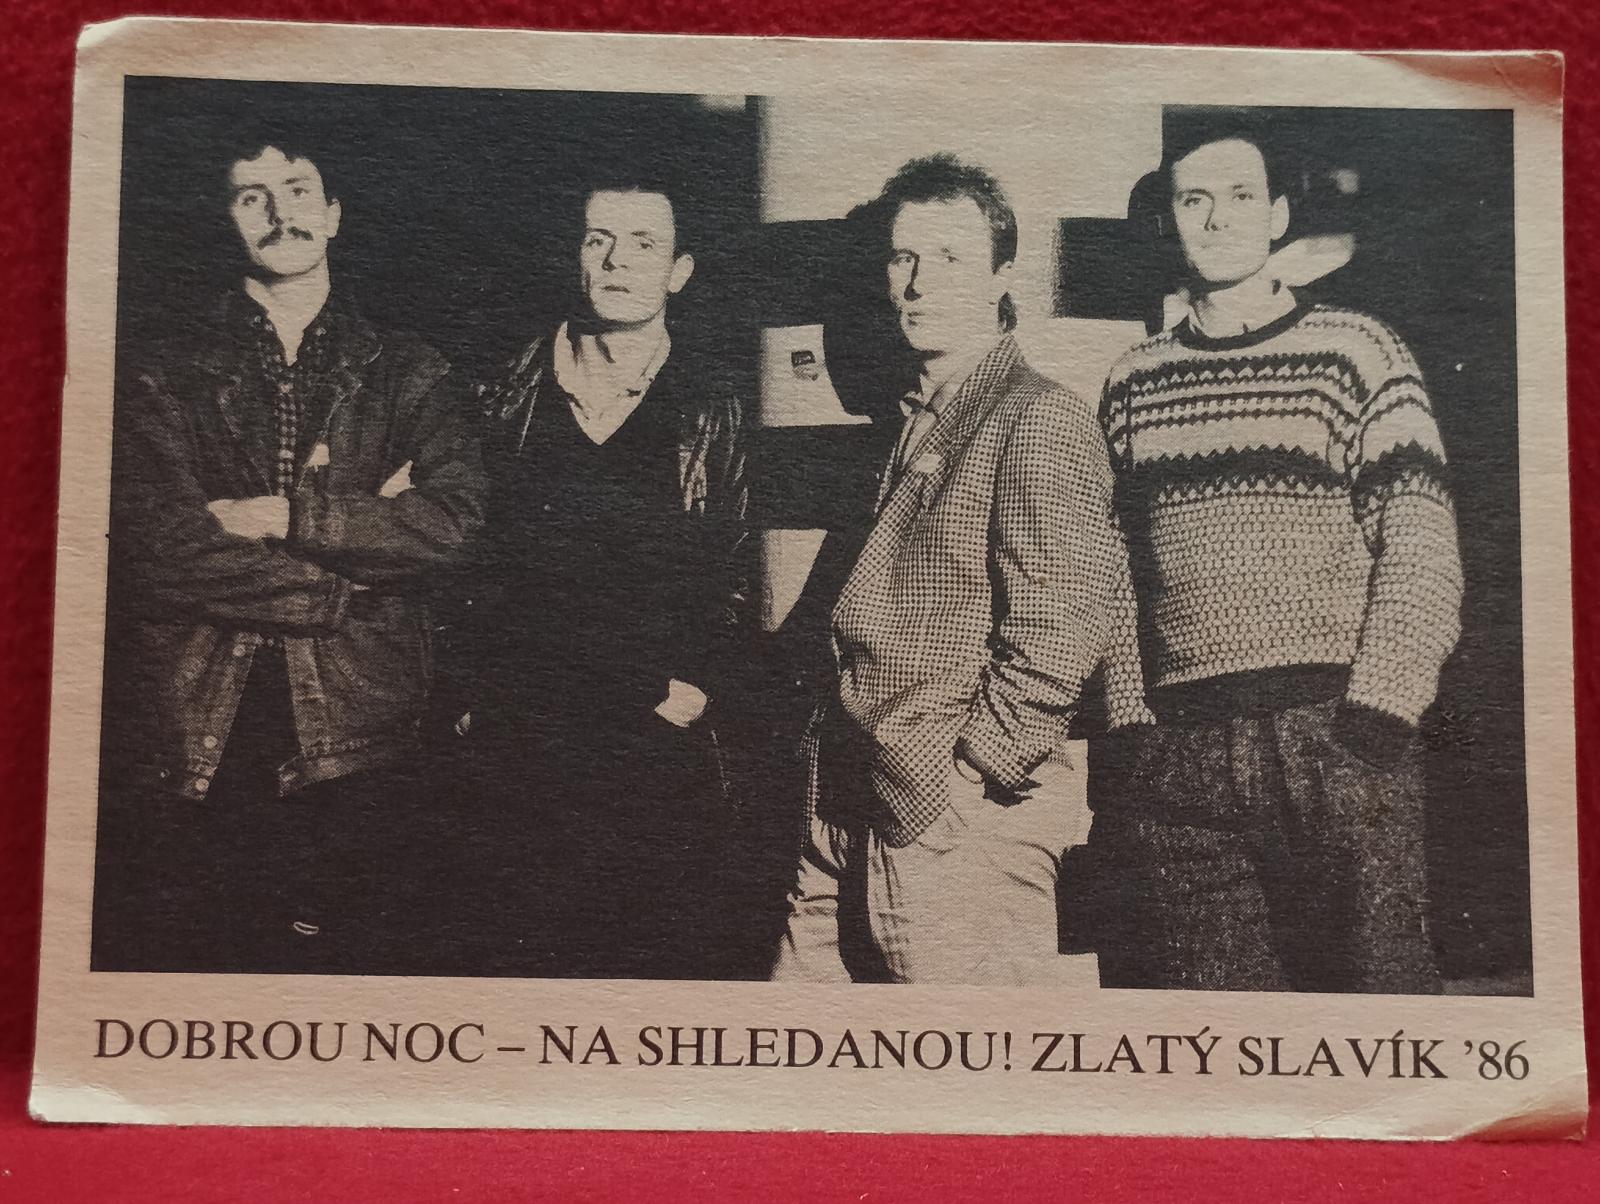 DOBROU NOC – NA SHLEDANOU! ZLATÝ SLAVÍK ’86